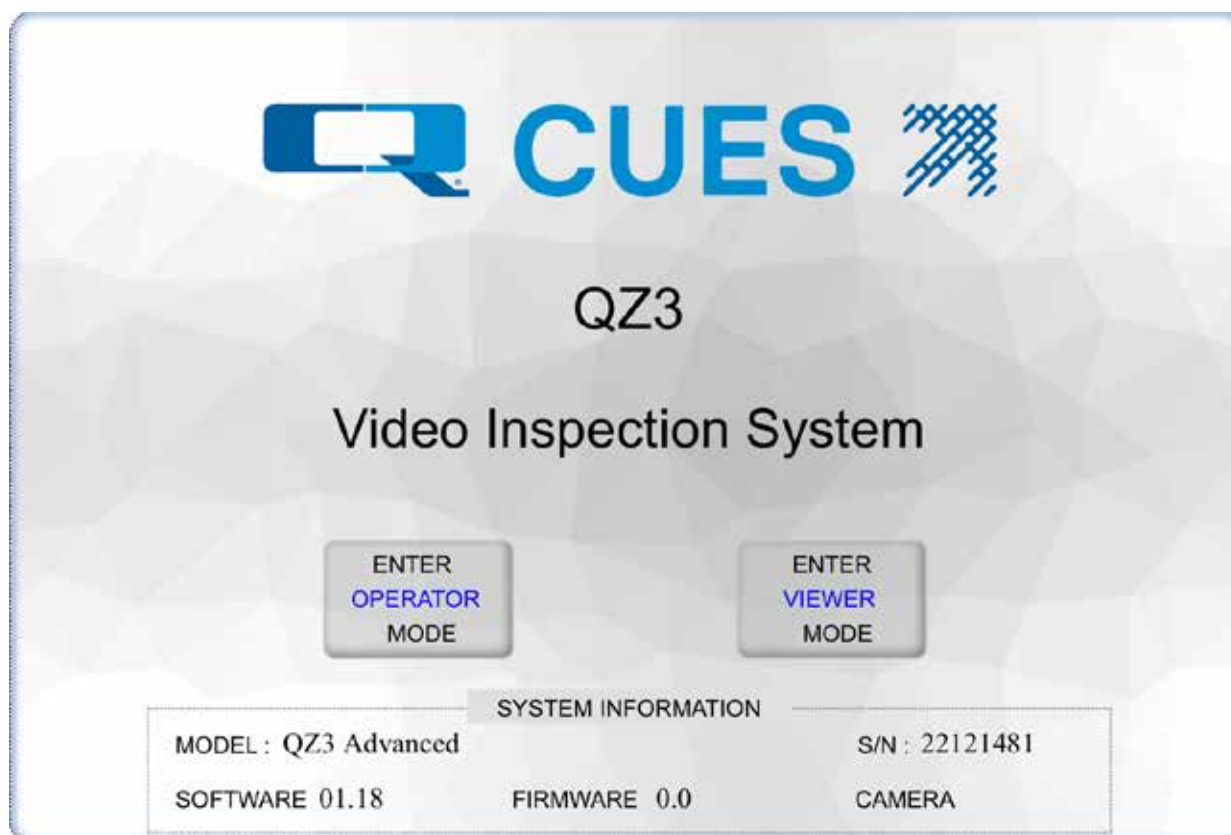 CUES
QZ3
Video Inspection System
ENTER
OPERATOR
MODE
ENTER
VIEWER
MODE
SYSTEM INFORMATION
MODEL : QZ3 Advanced S/N : 22121481
SOFTWARE 01.18 FIRMWARE 0.0 CAMERA